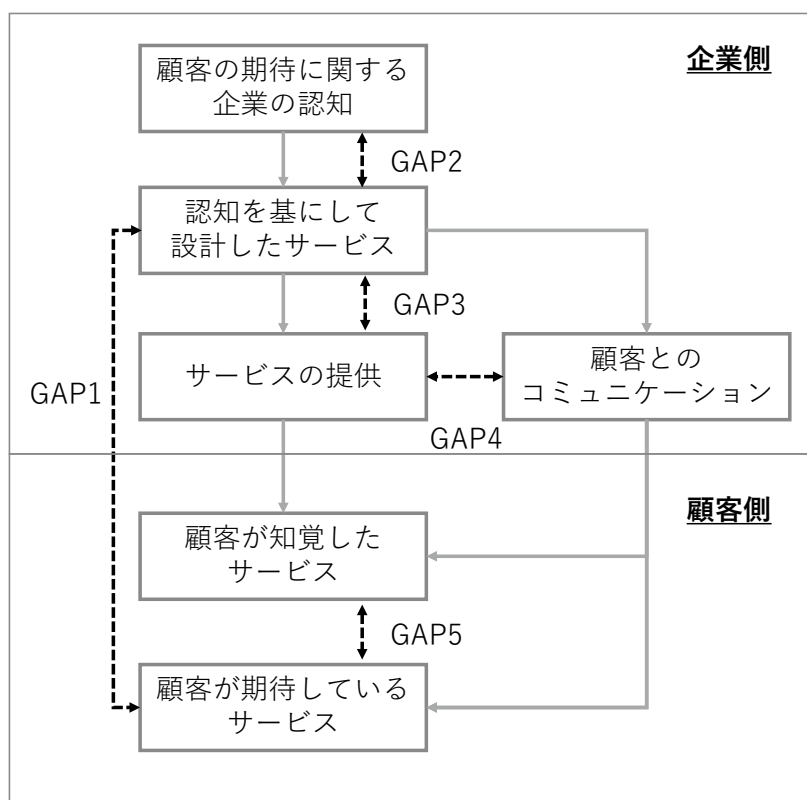 企業側
顧客の期待に関する
企業の認知
GAP2
認知を基にして
設計したサービス
GAP3
サービスの提供
顧客との
コミュニケーション
GAP1
GAP4
顧客側
顧客が知覚した
サービス
GAP5
顧客が期待している
サービス